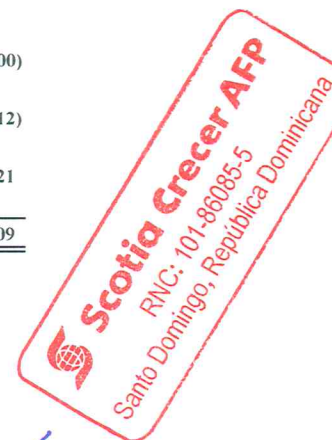 00)
12)
21
09
Scotia Crecer AFP
RNC: 101-86085-5
Santo Domingo, República Dominicana